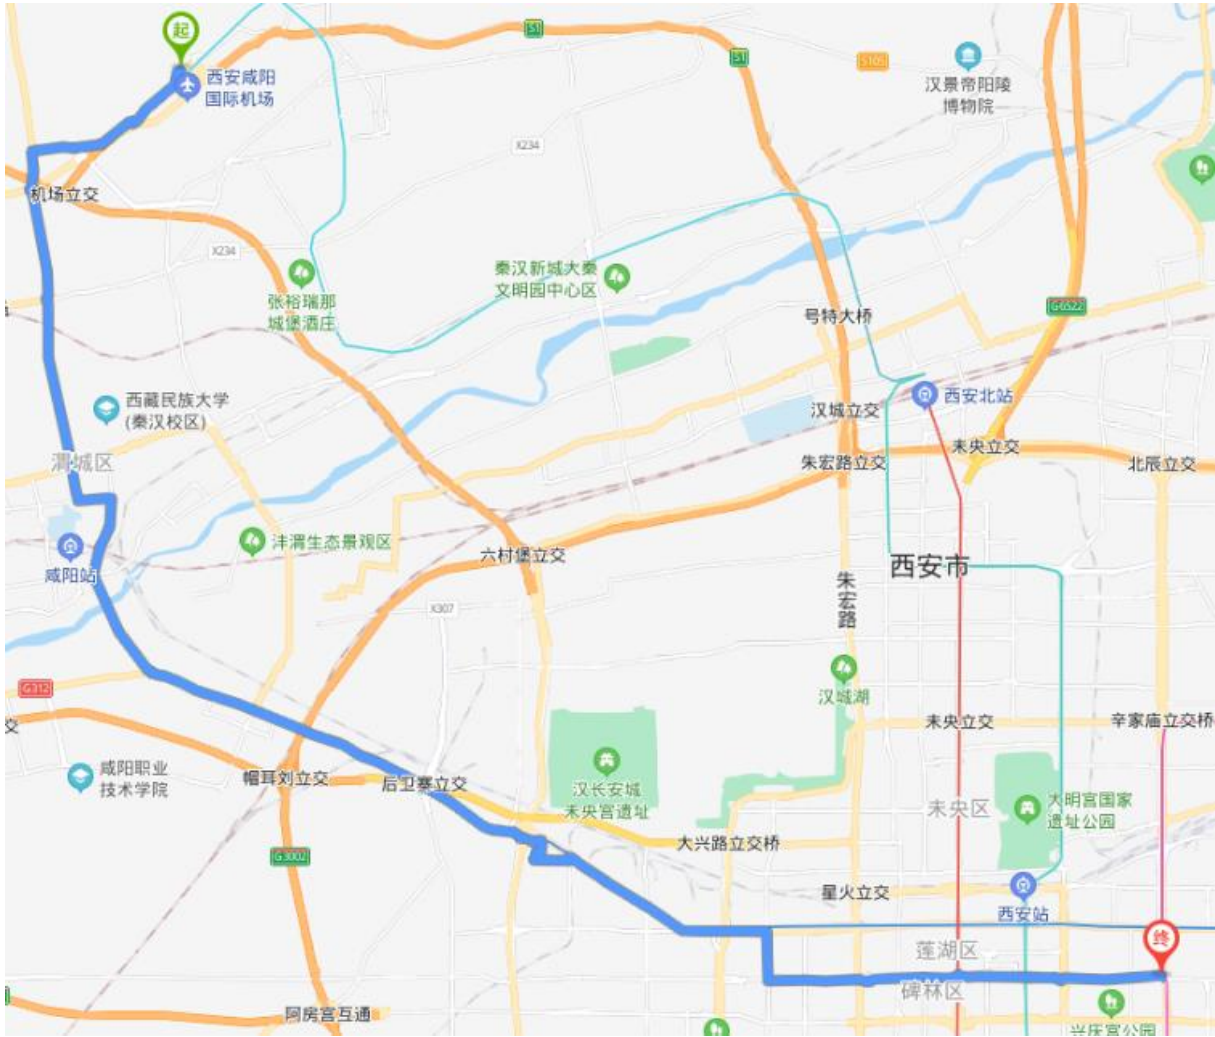 起
S1
S1
S105
西安咸阳
国际机场
汉景帝阳陵
博物院
X234
机场立交
X234
秦汉新城大秦
文明园中心区
张裕瑞那
城堡酒庄
号特大桥
G6522
西藏民族大学
(秦汉校区)
西安北站
汉城立交
渭城区
朱宏路立交
未央立交
北辰立交
沣渭生态景观区
六村堡立交
咸阳站
西安市
朱宏路
X307
G312
汉城湖
交
未央立交
辛家庙立交桥
咸阳职业
技术学院
帽耳刘立交
后卫寨立交
汉长安城
未央宫遗址
未央区
大明宫国家
遗址公园
大兴路立交桥
G3002
星火立交
西安站
终
莲湖区
碑林区
阿房宫互通
兴庆宫公园